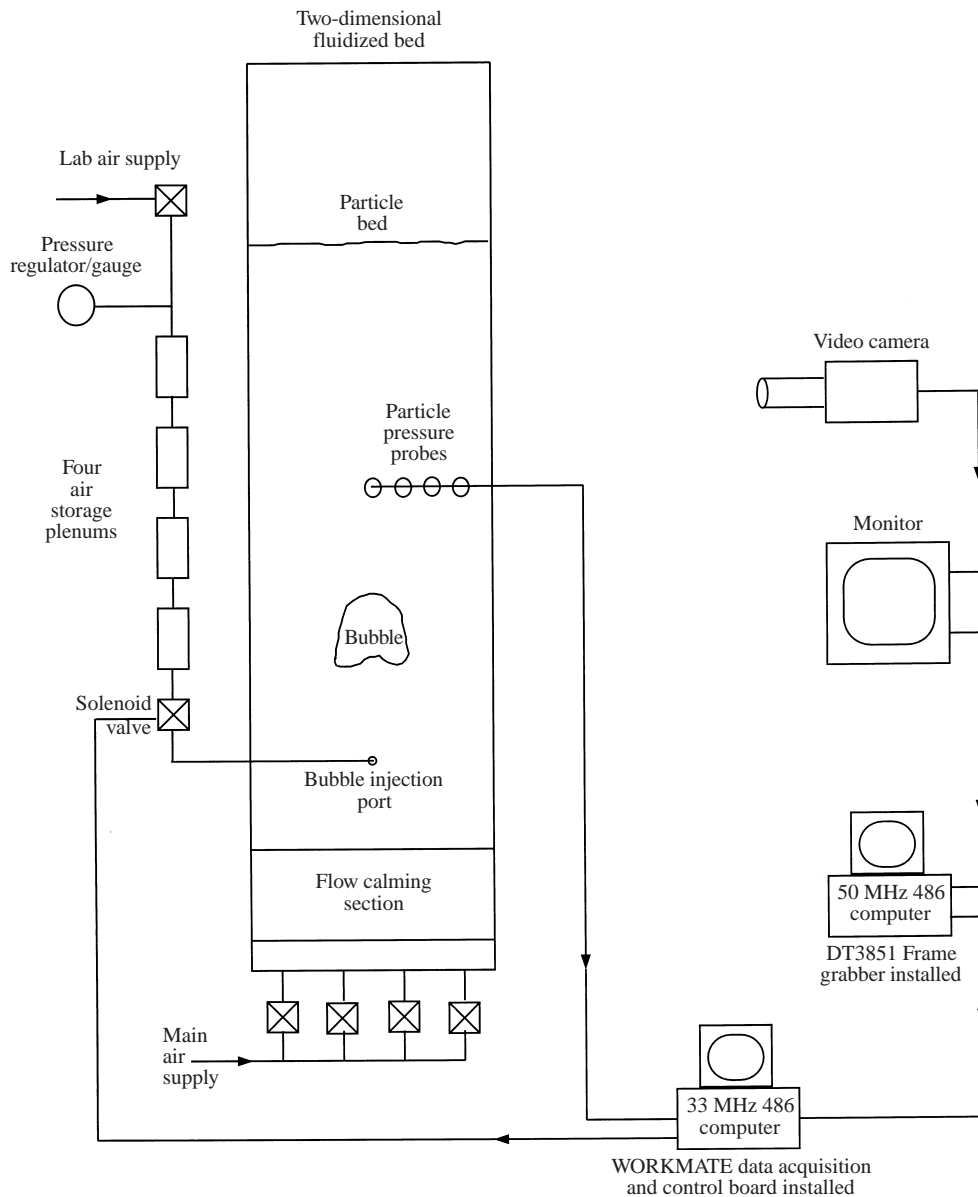 Two-dimensional
fluidized bed
Lab air supply
Particle
bed
Pressure
regulator/gauge
Video camera
Particle
pressure
probes
Four
air
storage
plenums
Monitor
Bubble
Solenoid
valve
Bubble injection
port
Flow calming
section
50 MHz 486
computer
DT3851 Frame
grabber installed
Main
air
supply
33 MHz 486
computer
WORKMATE data acquisition
and control board installed